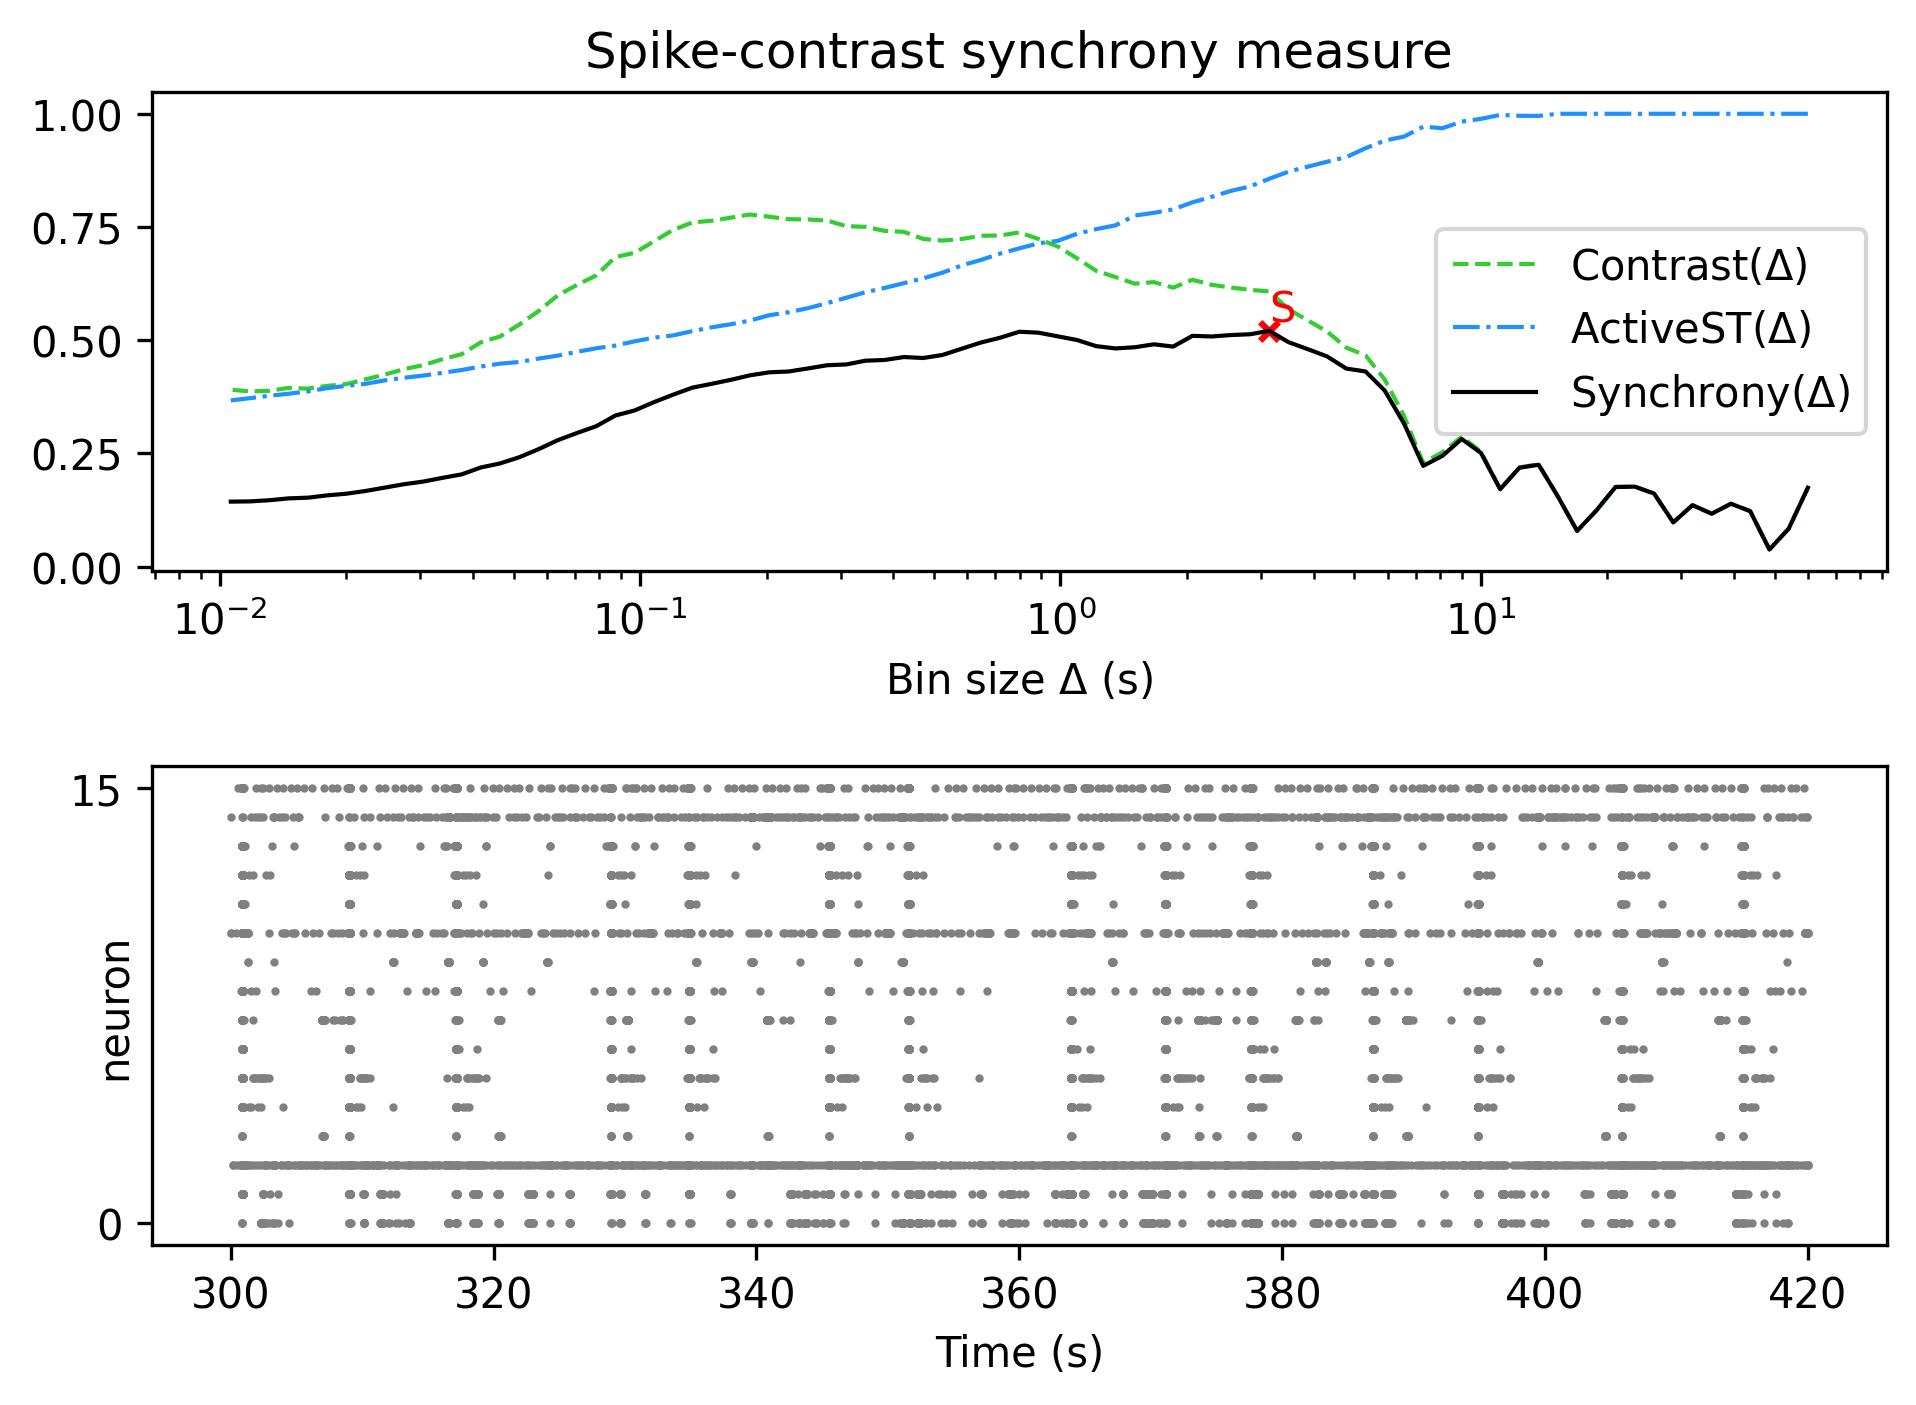 Spike-contrast synchrony measure
1.00
0.75
0.50
0.25
0.00
S
Contrast(Δ)
ActiveST(Δ)
Synchrony(Δ)
10⁻² 10⁻¹ 10⁰ 10¹
Bin size Δ (s)
15
neuron
0
300 320 340 360 380 400 420
Time (s)